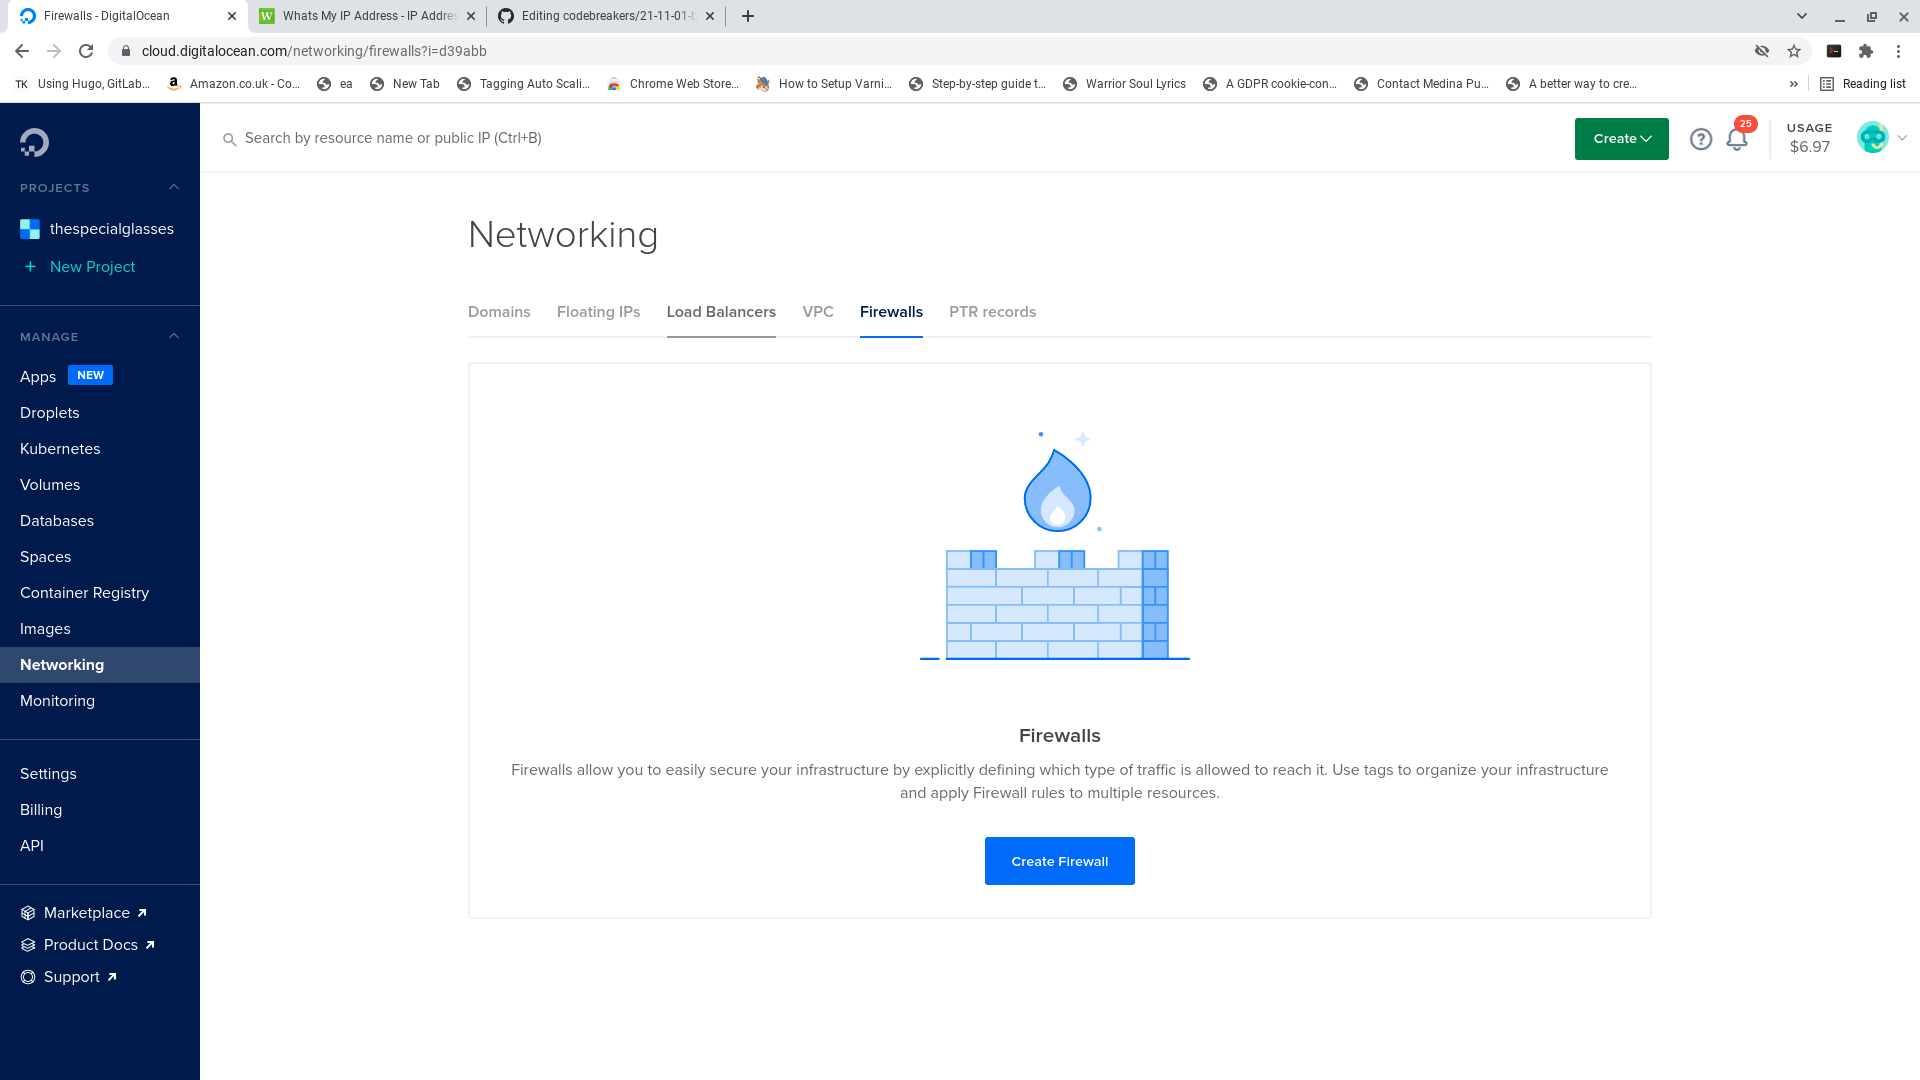 Firewalls - DigitalOcean
Whats My IP Address - IP Addres
Editing codebreakers/21-11-01-b
cloud.digitalocean.com/networking/firewalls?i=d39abb
TK Using Hugo, GitLab...
Amazon.co.uk - Co...
ea
New Tab
Tagging Auto Scali...
Chrome Web Store...
How to Setup Varni...
Step-by-step guide t...
Warrior Soul Lyrics
A GDPR cookie-con...
Contact Medina Pu...
A better way to cre...
»
Reading list
Search by resource name or public IP (Ctrl+B)
Create
25
USAGE
$6.97
PROJECTS
thespecialglasses
+ New Project
MANAGE
Apps NEW
Droplets
Kubernetes
Volumes
Databases
Spaces
Container Registry
Images
Networking
Monitoring
Settings
Billing
API
Marketplace
Product Docs
Support
Networking
Domains Floating IPs Load Balancers VPC Firewalls PTR records
Firewalls
Firewalls allow you to easily secure your infrastructure by explicitly defining which type of traffic is allowed to reach it. Use tags to organize your infrastructure
and apply Firewall rules to multiple resources.
Create Firewall